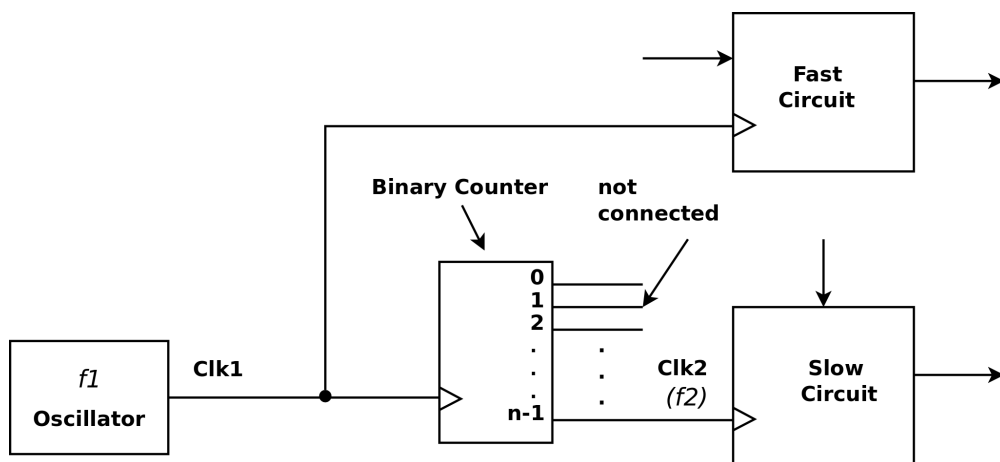 Fast
Circuit
Binary Counter
not
connected
0
1
2
.
.
.
n-1
.
.
.
Clk1
f1
Oscillator
Clk2
(f2)
Slow
Circuit